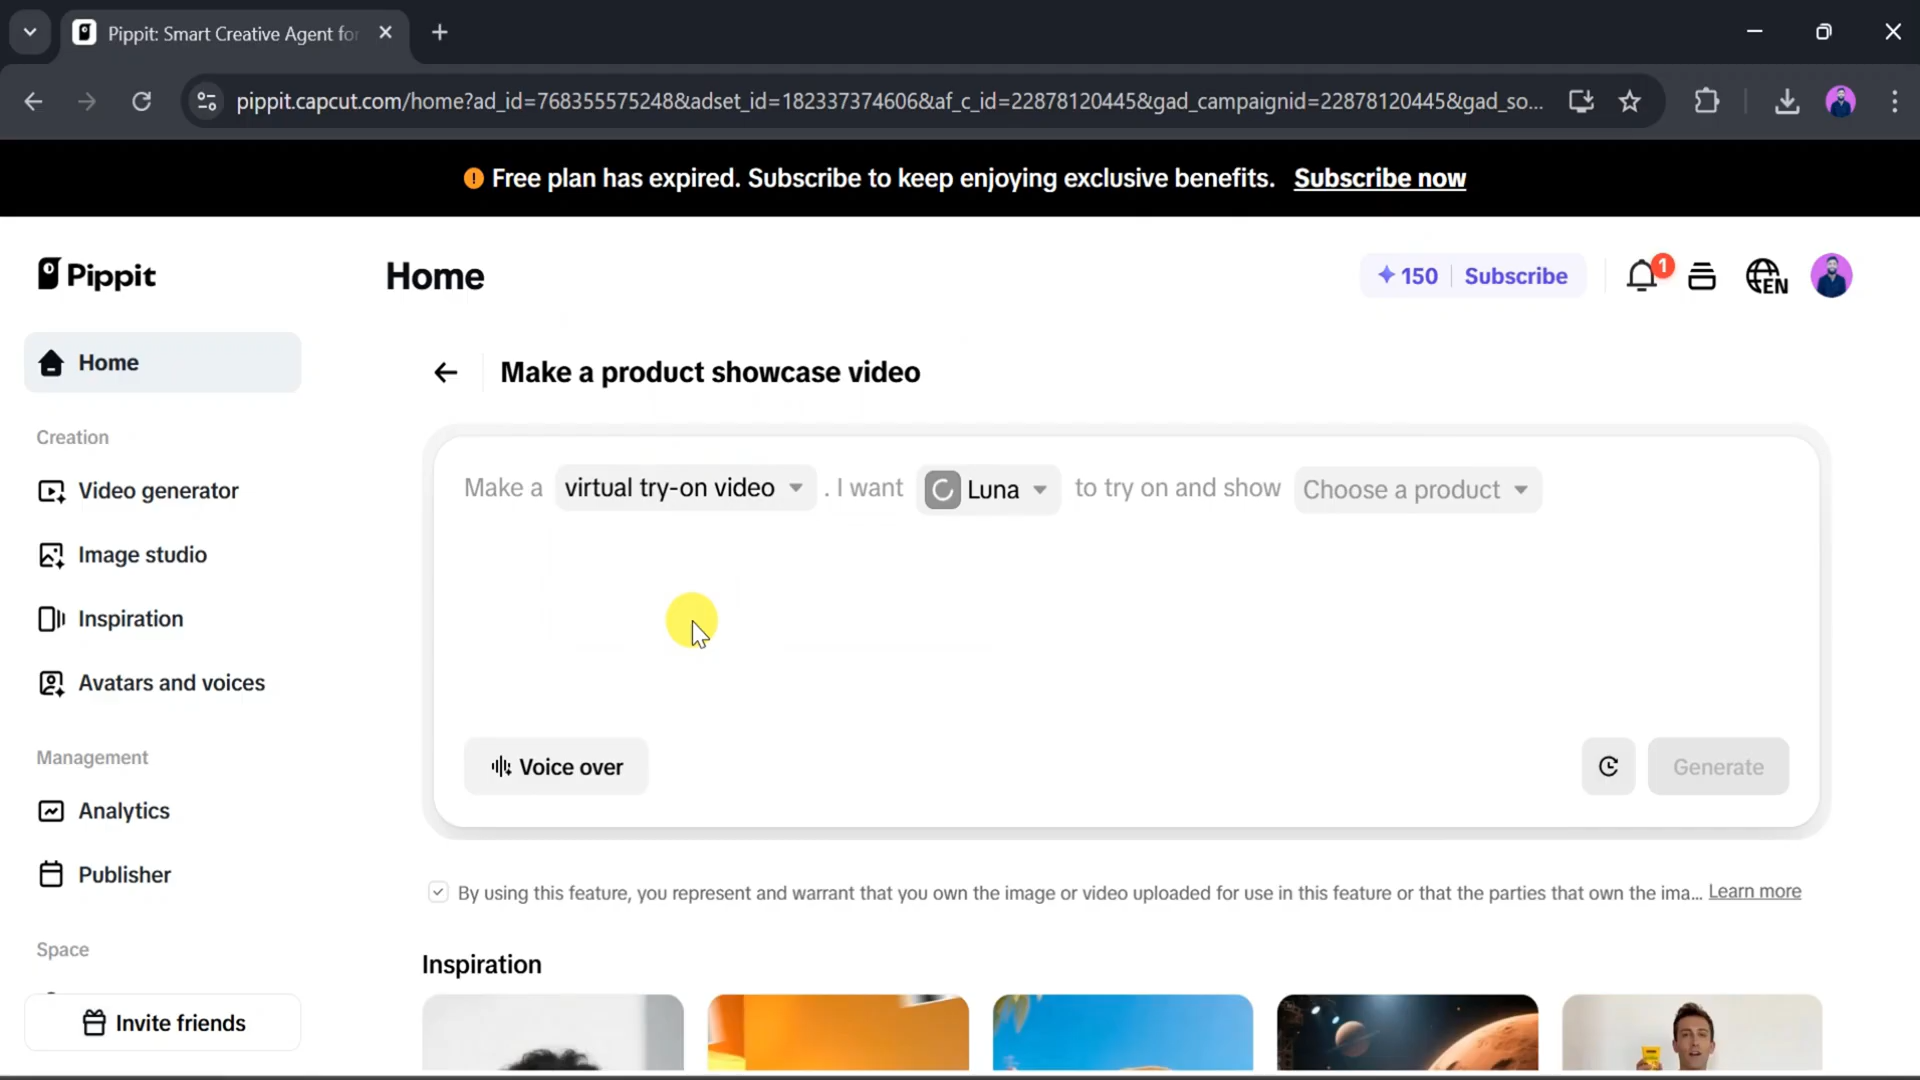 Pippit: Smart Creative Agent for
pippit.capcut.com/home?ad_id=768355575248&adset_id=182337374606&af_c_id=22878120445&gad_campaignid=22878120445&gad_so...
! Free plan has expired. Subscribe to keep enjoying exclusive benefits. Subscribe now
Pippit
Home
150 Subscribe
1
EN
Home
Make a product showcase video
Creation
Make a virtual try-on video . I want Luna to try on and show Choose a product
Video generator
Image studio
Inspiration
Avatars and voices
Management
Voice over
Generate
Analytics
Publisher
By using this feature, you represent and warrant that you own the image or video uploaded for use in this feature or that the parties that own the ima... Learn more
Space
Inspiration
Invite friends